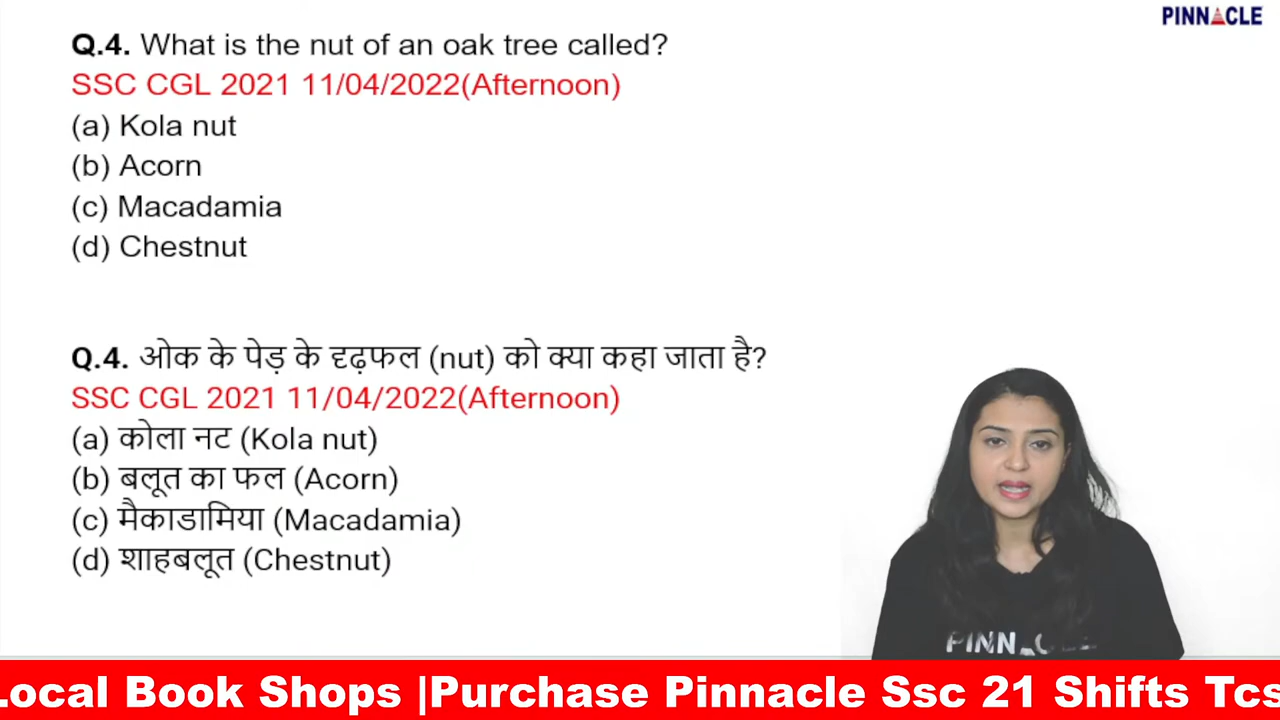 PINNACLE
Q.4. What is the nut of an oak tree called?
SSC CGL 2021 11/04/2022(Afternoon)
(a) Kola nut
(b) Acorn
(c) Macadamia
(d) Chestnut
Q.4. ओक के पेड़ के दृढ़फल (nut) को क्या कहा जाता है?
SSC CGL 2021 11/04/2022(Afternoon)
(a) कोला नट (Kola nut)
(b) बलूत का फल (Acorn)
(c) मैकाडामिया (Macadamia)
(d) शाहबलूत (Chestnut)
PINNACLE
Local Book Shops |Purchase Pinnacle Ssc 21 Shifts Tcs